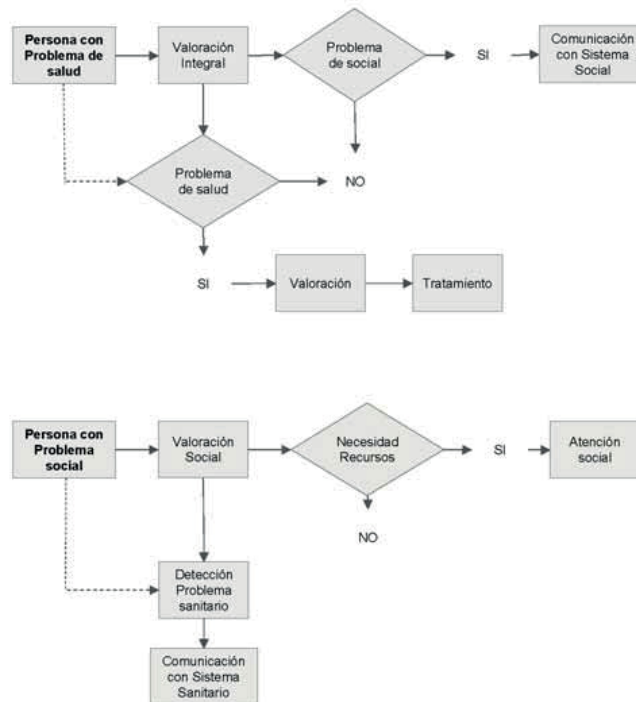 Persona con
Problema de
salud
Valoración
Integral
Problema
de social
SI
Comunicación
con Sistema
Social
Problema
de salud
NO
SI
Valoración
Tratamiento
Persona con
Problema
social
Valoración
Social
Necesidad
Recursos
SI
Atención
social
NO
Detección
Problema
sanitario
Comunicación
con Sistema
Sanitario